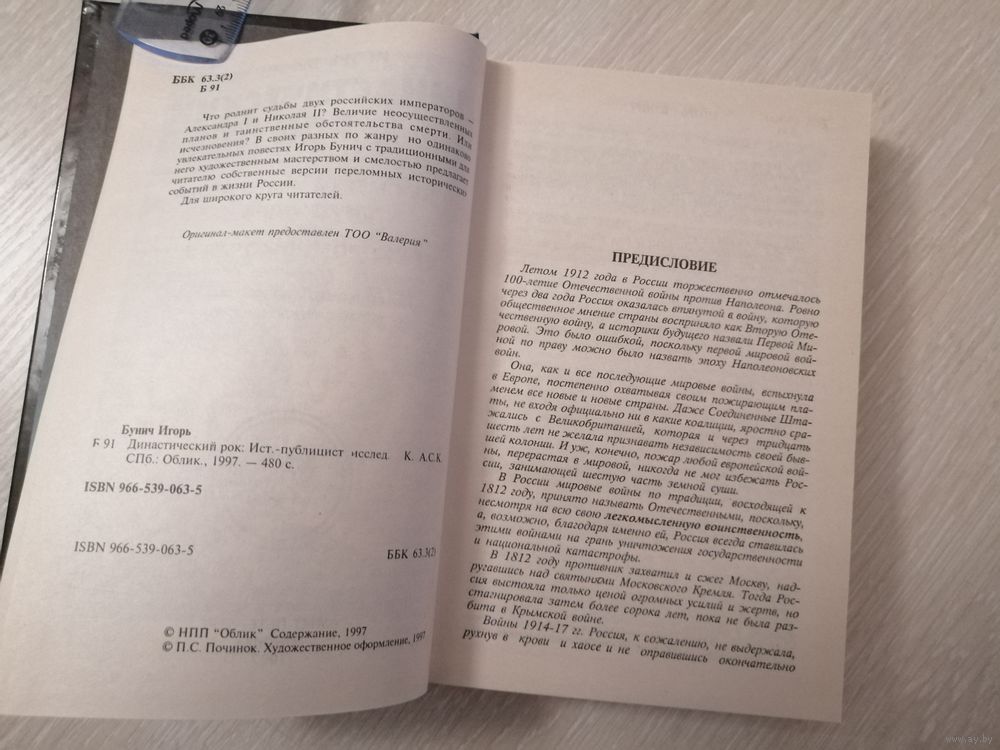 ББК 63.3(2)
Б 91
Что роднит судьбы двух российских императоров –
Александра I и Николая II? Величие неосуществленных
планов и таинственные обстоятельства смерти. Или
исчезновения? В своих разных по жанру но одинаково
увлекательных повестях Игорь Бунич с традиционными для
него художественным мастерством и смелостью предлагает
читателю собственные версии переломных исторических
событий в жизни России.
Для широкого круга читателей.
Оригинал-макет предоставлен ТОО "Валерия"
Бунич Игорь
Б 91 Династический рок: Ист.-публицист исслед. К. А.С.К.
СПб.: Облик., 1997. — 480 с.
ISBN 966-539-063-5
ISBN 966-539-063-5
ББК 63.3(2)
© НПП "Облик" Содержание, 1997
© П.С. Починок. Художественное оформление, 1997
ПРЕДИСЛОВИЕ
Летом 1912 года в России торжественно отмечалось
100-летие Отечественной войны против Наполеона. Ровно
через два года Россия оказалась втянутой в войну, которую
общественное мнение страны восприняло как Вторую Оте-
чественную войну, а историки будущего назвали Первой Ми-
ровой. Это было ошибкой, поскольку первой мировой вой-
ной по праву можно было назвать эпоху Наполеоновских
войн.
Она, как и все последующие мировые войны, вспыхнула
в Европе, постепенно охватывая своим пожирающим пла-
менем все новые и новые страны. Даже Соединенные Шта-
ты, не входя официально ни в какие коалиции, яростно сра-
жались с Великобританией, которая и через тридцать
шесть лет не желала признавать независимость своей быв-
шей колонии. И уж, конечно, пожар любой европейской вой-
ны, перерастая в мировой, никогда не мог избежать Рос-
сии, занимающей шестую часть земной суши.
В России мировые войны по традиции, восходящей к
1812 году, принято называть Отечественными, поскольку,
несмотря на всю свою легкомысленную воинственность,
а, возможно, благодаря именно ей, Россия всегда ставилась
этими войнами на грань уничтожения государственности
и национальной катастрофы.
В 1812 году противник захватил и сжег Москву, над-
ругавшись над святынями Московского Кремля. Тогда Рос-
сия выстояла только ценой огромных усилий и жертв, но
стагнировала затем более сорока лет, пока не была раз-
бита в Крымской войне.
Войны 1914-17 гг. Россия, к сожалению, не выдержала,
рухнув в крови и хаосе и не оправившись окончательно
www.ay.by